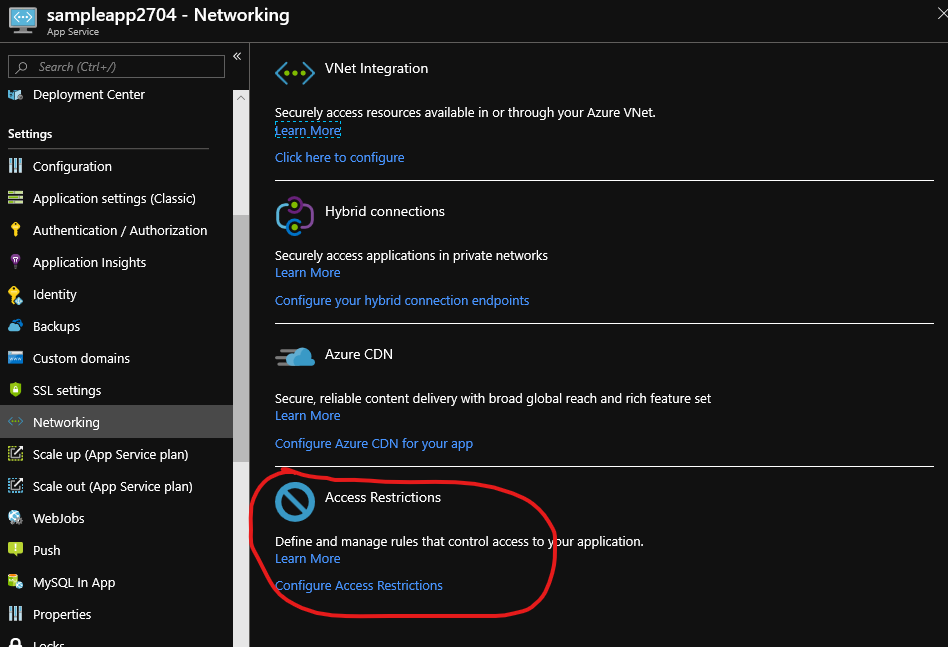 sampleapp2704 - Networking
App Service
Search (Ctrl+/)
Deployment Center
Settings
Configuration
Application settings (Classic)
Authentication / Authorization
Application Insights
Identity
Backups
Custom domains
SSL settings
Networking
Scale up (App Service plan)
Scale out (App Service plan)
WebJobs
Push
MySQL In App
Properties
Locks
VNet Integration
Securely access resources available in or through your Azure VNet.
Learn More
Click here to configure
Hybrid connections
Securely access applications in private networks
Learn More
Configure your hybrid connection endpoints
Azure CDN
Secure, reliable content delivery with broad global reach and rich feature set
Learn More
Configure Azure CDN for your app
Access Restrictions
Define and manage rules that control access to your application.
Learn More
Configure Access Restrictions